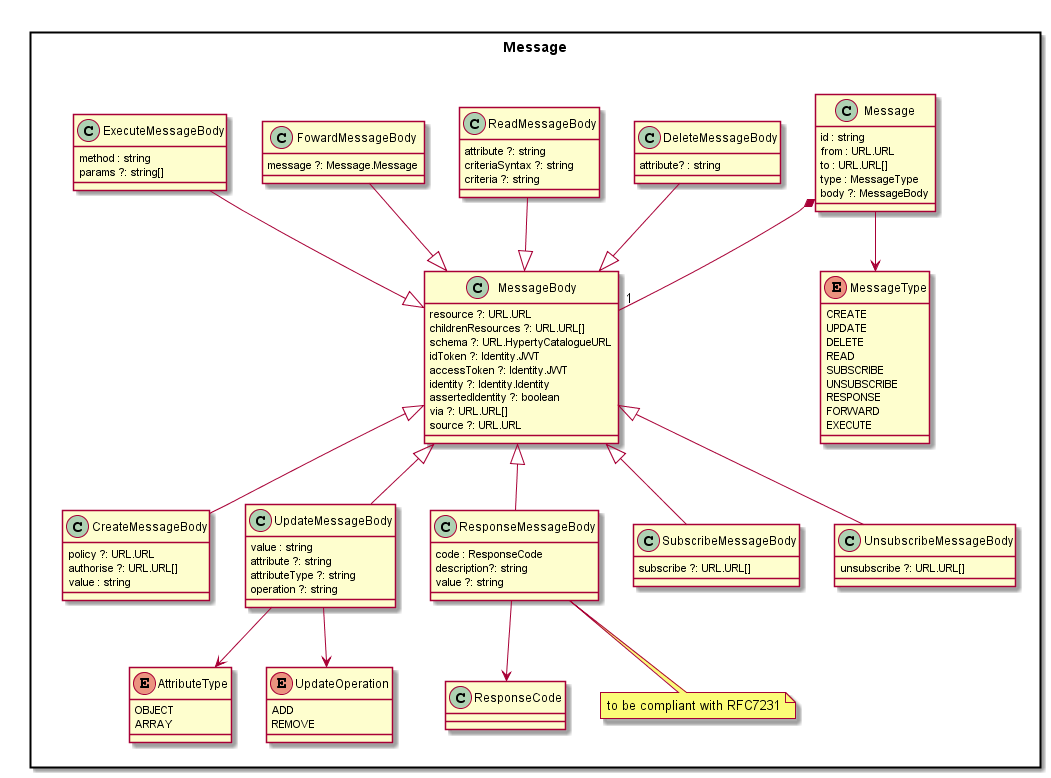 Message
C ExecuteMessageBody
method : string
params ?: string[]
C FowardMessageBody
message ?: Message.Message
C ReadMessageBody
attribute ?: string
criteriaSyntax ?: string
criteria ?: string
C DeleteMessageBody
attribute? : string
C Message
id : string
from : URL.URL
to : URL.URL[]
type : MessageType
body ?: MessageBody
C MessageBody
resource ?: URL.URL
childrenResources ?: URL.URL[]
schema ?: URL.HypertyCatalogueURL
idToken ?: Identity.JWT
accessToken ?: Identity.JWT
identity ?: Identity.Identity
assertedIdentity ?: boolean
via ?: URL.URL[]
source ?: URL.URL
1
E MessageType
CREATE
UPDATE
DELETE
READ
SUBSCRIBE
UNSUBSCRIBE
RESPONSE
FORWARD
EXECUTE
C CreateMessageBody
policy ?: URL.URL
authorise ?: URL.URL[]
value : string
C UpdateMessageBody
value : string
attribute ?: string
attributeType ?: string
operation ?: string
C ResponseMessageBody
code : ResponseCode
description?: string
value ?: string
C SubscribeMessageBody
subscribe ?: URL.URL[]
C UnsubscribeMessageBody
unsubscribe ?: URL.URL[]
E AttributeType
OBJECT
ARRAY
E UpdateOperation
ADD
REMOVE
C ResponseCode
to be compliant with RFC7231